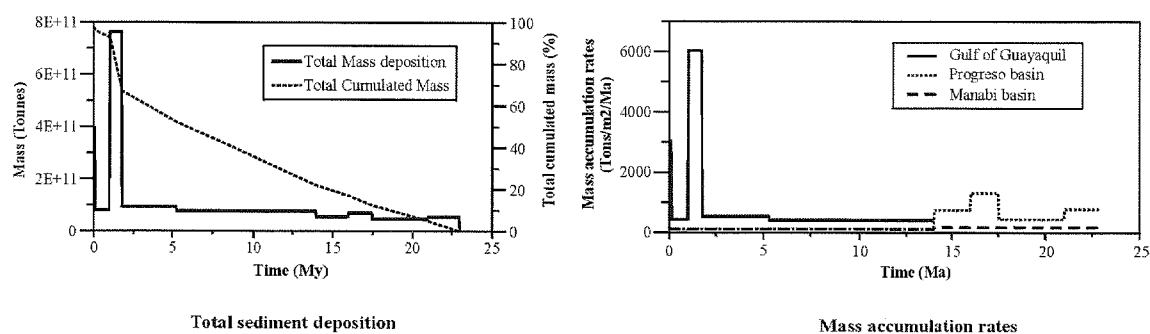 8E+11
6E+11
4E+11
2E+11
0
Mass (Tonnes)
Total Mass deposition
Total Cumulated Mass
100
80
60
40
20
0
Total cumulated mass (%)
0 5 10 15 20 25
Time (My)
Total sediment deposition
6000
4000
2000
0
Mass accumulation rates
(Tons/m2/Ma)
Gulf of Guayaquil
Progreso basin
Manabi basin
0 5 10 15 20 25
Time (Ma)
Mass accumulation rates